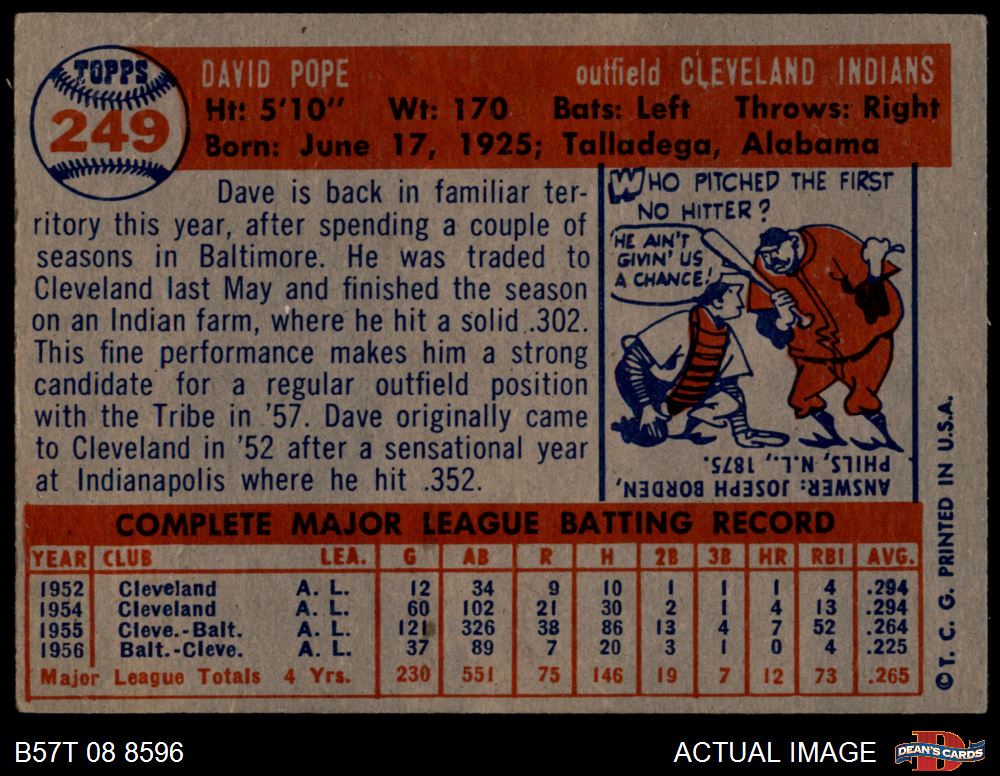 TOPPS
249
DAVID POPE outfield CLEVELAND INDIANS
Ht: 5'10" Wt: 170 Bats: Left Throws: Right
Born: June 17, 1925; Talladega, Alabama
Dave is back in familiar ter-
ritory this year, after spending a couple of
seasons in Baltimore. He was traded to
Cleveland last May and finished the season
on an Indian farm, where he hit a solid .302.
This fine performance makes him a strong
candidate for a regular outfield position
with the Tribe in '57. Dave originally came
to Cleveland in '52 after a sensational year
at Indianapolis where he hit .352.
WHO PITCHED THE FIRST
NO HITTER?
'HE AIN'T
GIVIN' US
A CHANCE!
ANSWER: JOSEPH BORDEN,
PHILS, N.L., 1875.
COMPLETE MAJOR LEAGUE BATTING RECORD
YEAR CLUB LEA. G AB R H 2B 3B HR RBI AVG.
1952 Cleveland A. L. 12 34 9 10 1 1 1 4 .294
1954 Cleveland A. L. 60 102 21 30 2 1 4 13 .294
1955 Cleve.-Balt. A. L. 121 326 38 86 13 4 7 52 .264
1956 Balt.-Cleve. A. L. 37 89 7 20 3 1 0 4 .225
Major League Totals 4 Yrs. 230 551 75 146 19 7 12 73 .265
© T. C. G. PRINTED IN U.S.A.
B57T 08 8596 ACTUAL IMAGE
D
DEAN'S CARDS